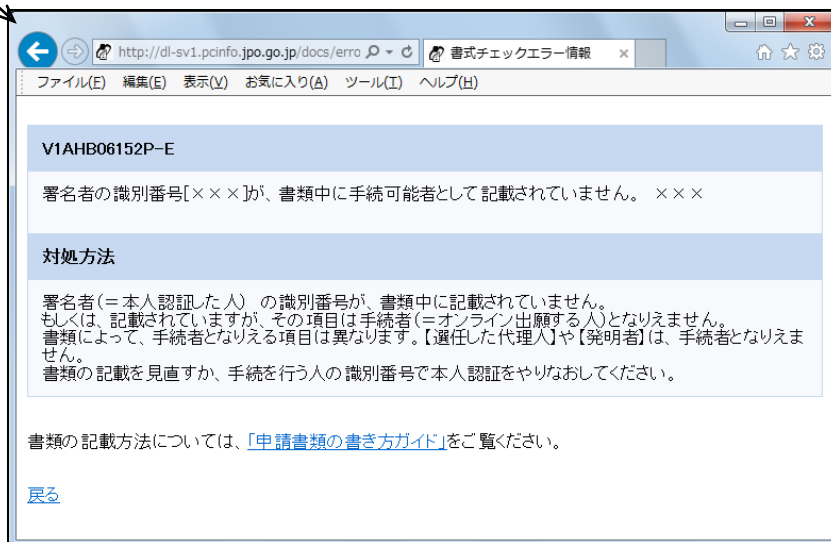 http://dl-sv1.pcinfo.jpo.go.jp/docs/erro
書式チェックエラー情報
ファイル(F) 編集(E) 表示(V) お気に入り(A) ツール(T) ヘルプ(H)
V1AHB06152P-E
署名者の識別番号[×××]が、書類中に手続可能者として記載されていません。 ×××
対処方法
署名者(=本人認証した人) の識別番号が、書類中に記載されていません。
もしくは、記載されていますが、その項目は手続者(=オンライン出願する人)となりえません。
書類によって、手続者となりえる項目は異なります。【選任した代理人】や【発明者】は、手続者となりえま
せん。
書類の記載を見直すか、手続を行う人の識別番号で本人認証をやりなおしてください。
書類の記載方法については、「申請書類の書き方ガイド」をご覧ください。
戻る